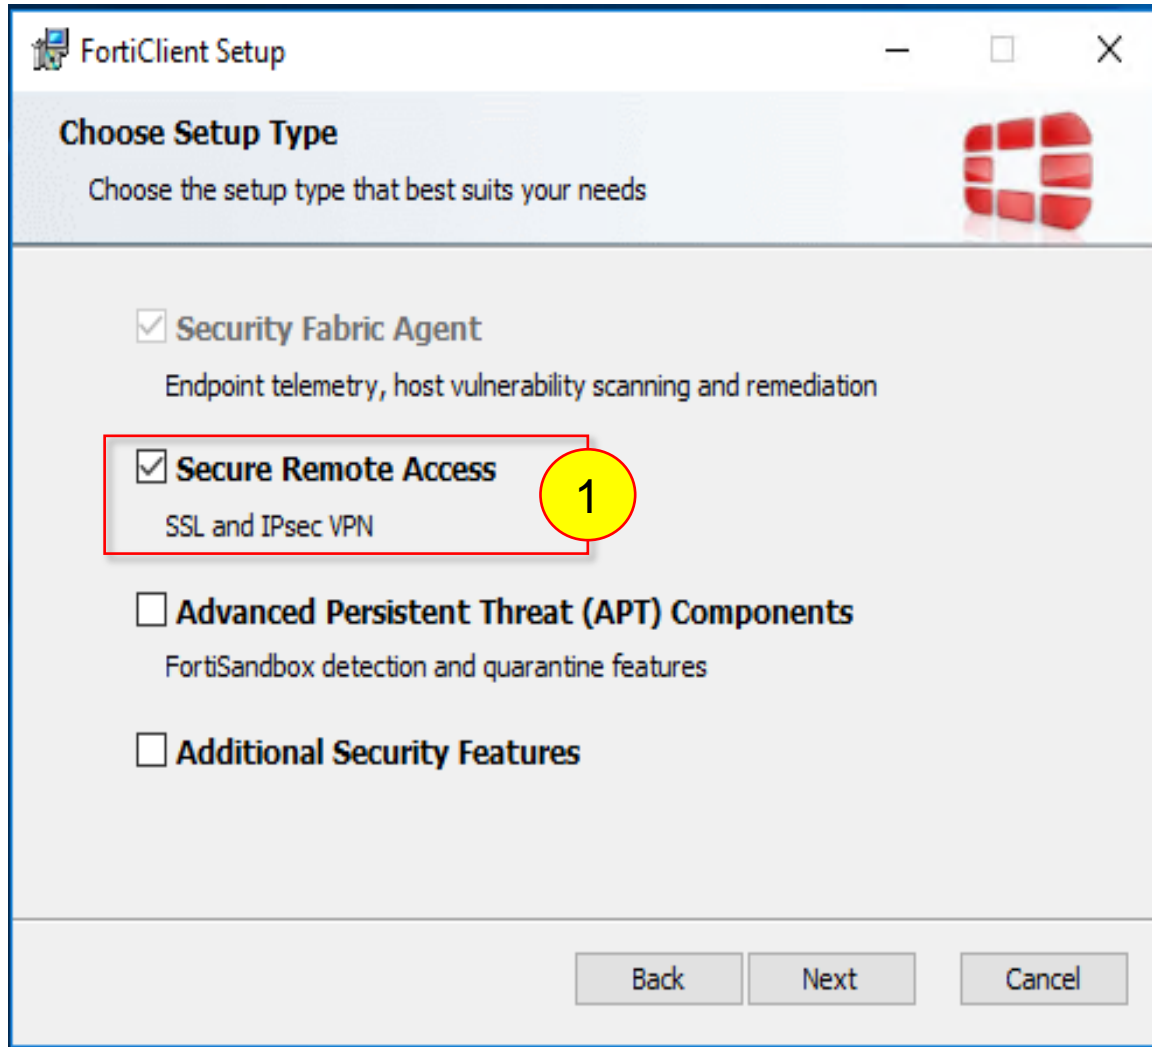 FortiClient Setup
Choose Setup Type
Choose the setup type that best suits your needs
Security Fabric Agent
Endpoint telemetry, host vulnerability scanning and remediation
Secure Remote Access
1
SSL and IPsec VPN
Advanced Persistent Threat (APT) Components
FortiSandbox detection and quarantine features
Additional Security Features
Back
Next
Cancel